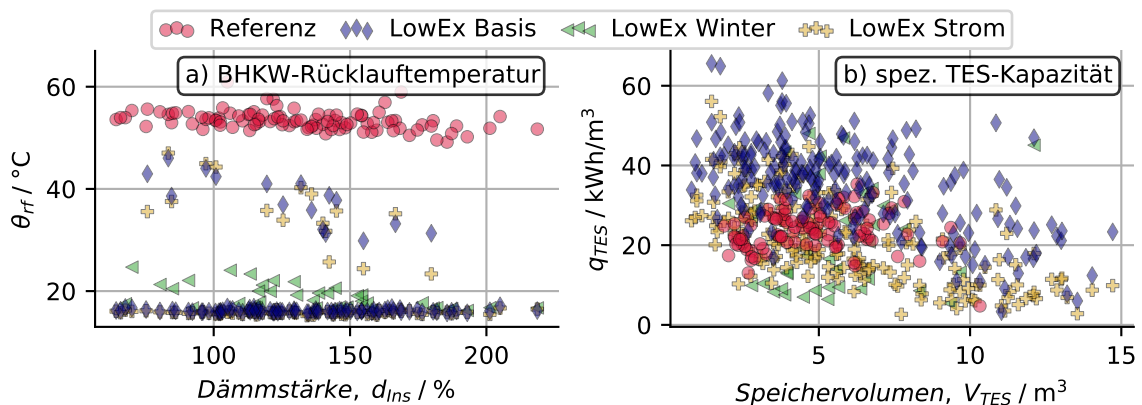 Referenz LowEx Basis LowEx Winter LowEx Strom
a) BHKW-Rücklauftemperatur
60
40
20
θrf / °C
100 150 200
Dämmstärke, dIns / %
b) spez. TES-Kapazität
60
40
20
0
qTES / kWh/m³
5 10 15
Speichervolumen, VTES / m³